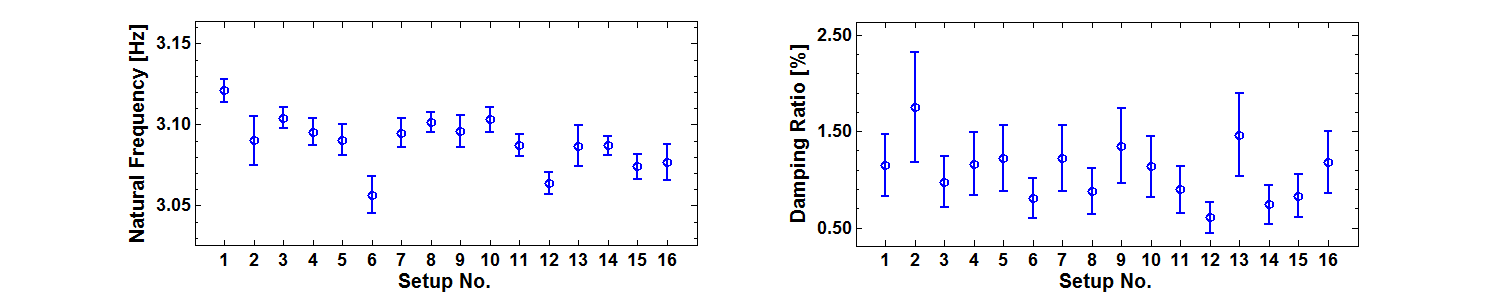 Natural Frequency [Hz]
3.15
3.10
3.05
1 2 3 4 5 6 7 8 9 10 11 12 13 14 15 16
Setup No.
Damping Ratio [%]
2.50
1.50
0.50
1 2 3 4 5 6 7 8 9 10 11 12 13 14 15 16
Setup No.